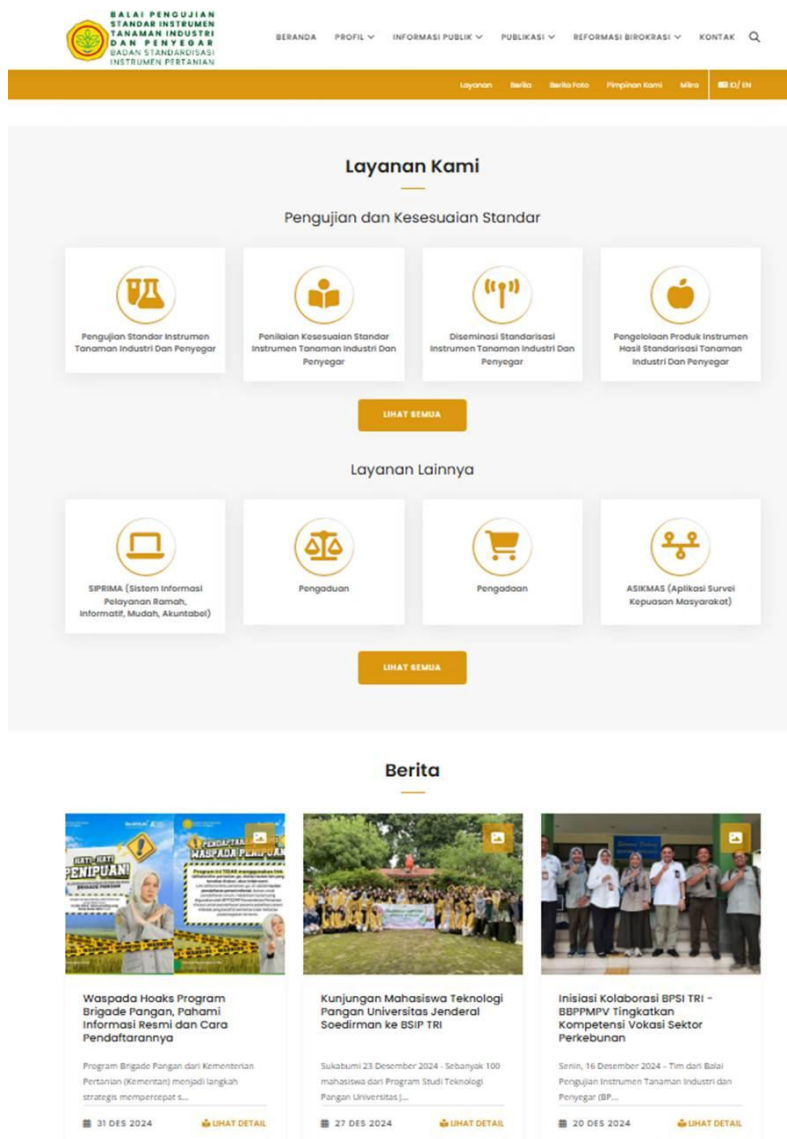 BALAI PENGUJIAN
STANDAR INSTRUMEN
TANAMAN INDUSTRI
DAN PENYEGAR
BADAN STANDARDISASI
INSTRUMEN PERTANIAN
BERANDA PROFIL INFORMASI PUBLIK PUBLIKASI REFORMASI BIROKRASI KONTAK
Layanan Berita Berita Foto Pimpinan Kami Mitra ID/ EN
Layanan Kami
Pengujian dan Kesesuaian Standar
Pengujian Standar Instrumen
Tanaman Industri Dan Penyegar
Penilaian Kesesuaian Standar
Instrumen Tanaman Industri Dan
Penyegar
Diseminasi Standarisasi
Instrumen Tanaman Industri Dan
Penyegar
Pengelolaan Produk Instrumen
Hasil Standarisasi Tanaman
Industri Dan Penyegar
LIHAT SEMUA
Layanan Lainnya
SIPRIMA (Sistem Informasi
Pelayanan Ramah,
Informatif, Mudah, Akuntabel)
Pengaduan
Pengadaan
ASIKMAS (Aplikasi Survei
Kepuasan Masyarakat)
LIHAT SEMUA
Berita
HATI-HATI
PENIPUAN!
BRIGADE PANGAN
WASPADA PENIPUAN
Program ini TIDAK menggunakan link
Waspada Hoaks Program
Brigade Pangan, Pahami
Informasi Resmi dan Cara
Pendaftarannya
Program Brigade Pangan dari Kementerian
Pertanian (Kementan) menjadi langkah
strategis mempercepat s...
31 DES 2024 LIHAT DETAIL
Kunjungan Mahasiswa Teknologi
Pangan Universitas Jenderal
Soedirman ke BSIP TRI
Sukabumi 23 Desember 2024 - Sebanyak 100
mahasiswa dari Program Studi Teknologi
Pangan Universitas J...
27 DES 2024 LIHAT DETAIL
Inisiasi Kolaborasi BPSI TRI -
BBPPMPV Tingkatkan
Kompetensi Vokasi Sektor
Perkebunan
Senin, 16 Desember 2024 – Tim dari Balai
Pengujian Instrumen Tanaman Industri dan
Penyegar (BP...
20 DES 2024 LIHAT DETAIL